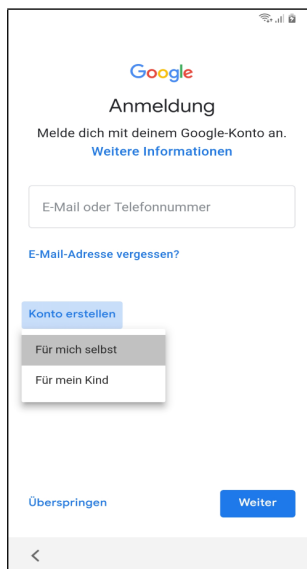 Google
Anmeldung
Melde dich mit deinem Google-Konto an.
Weitere Informationen
E-Mail oder Telefonnummer
E-Mail-Adresse vergessen?
Konto erstellen
Für mich selbst
Für mein Kind
Überspringen
Weiter